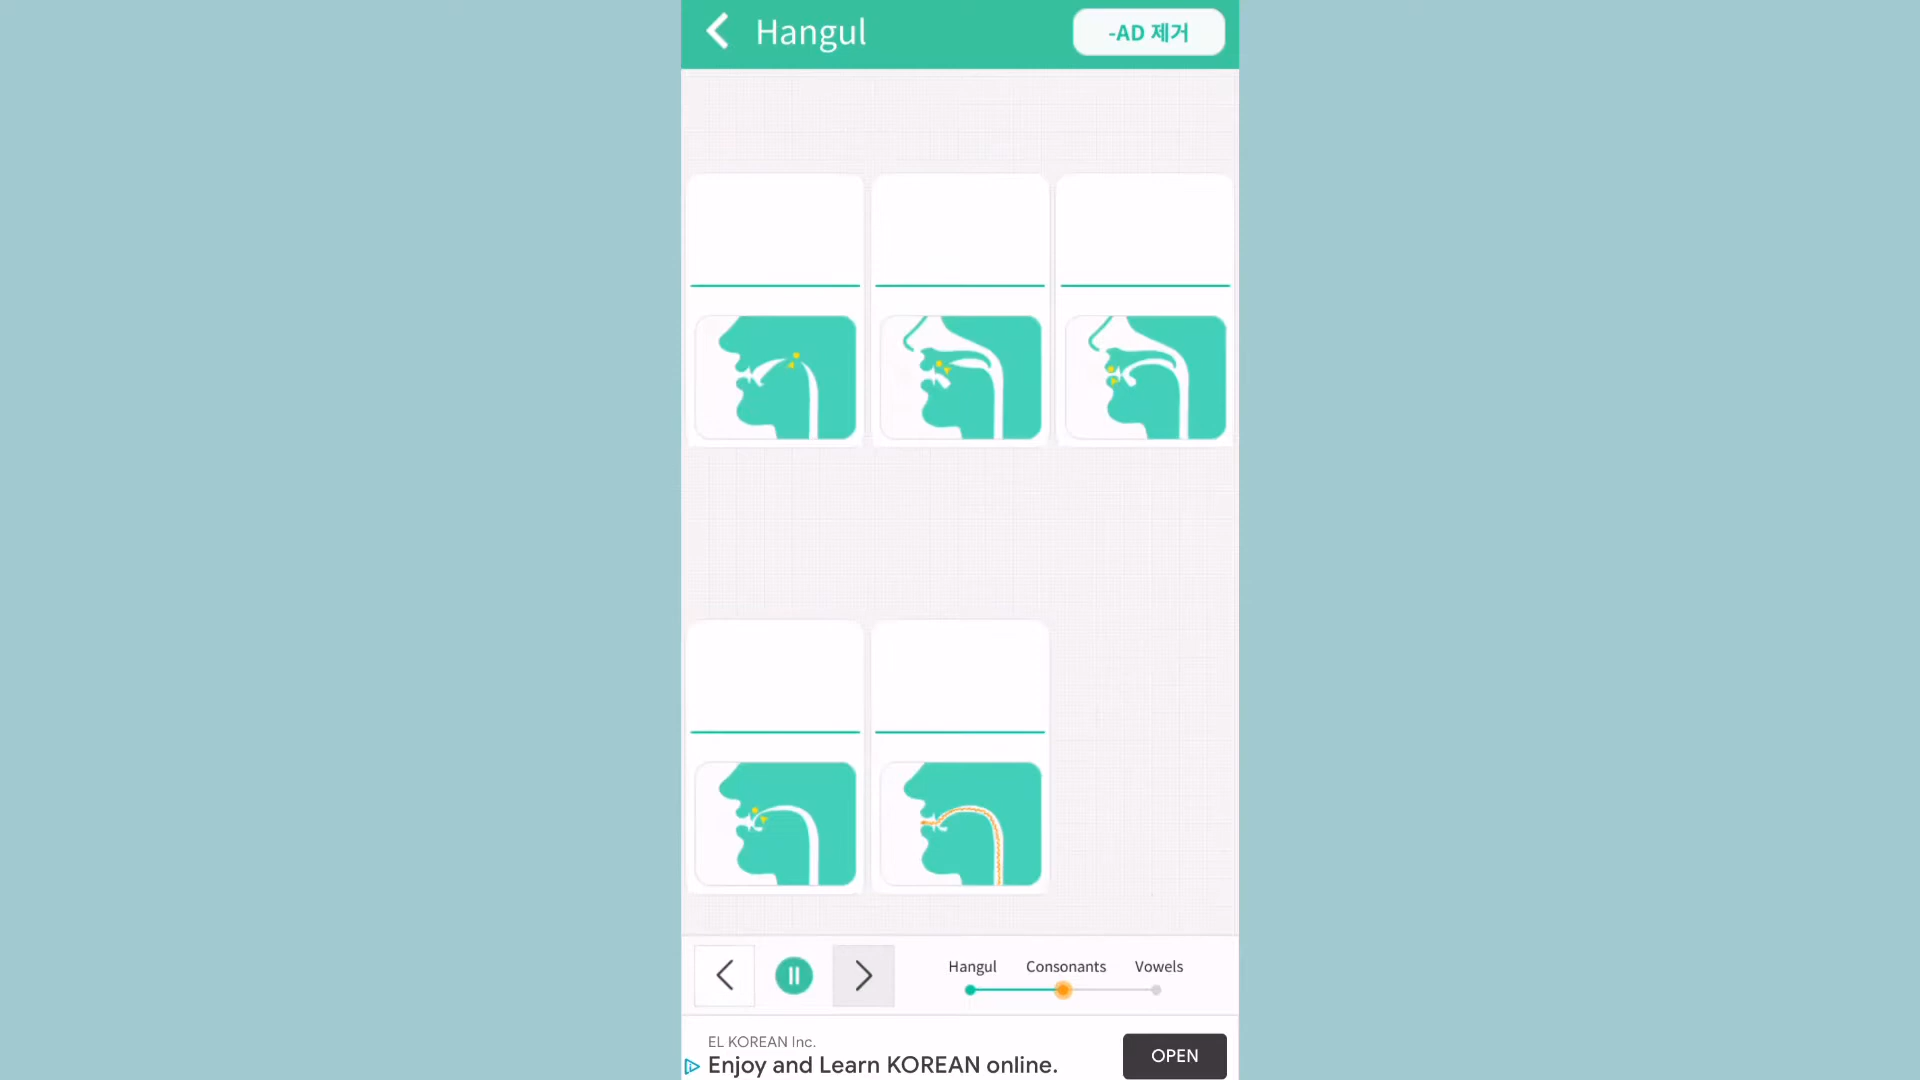 Hangul
-AD 제거
Hangul Consonants Vowels
EL KOREAN Inc.
Enjoy and Learn KOREAN online.
OPEN